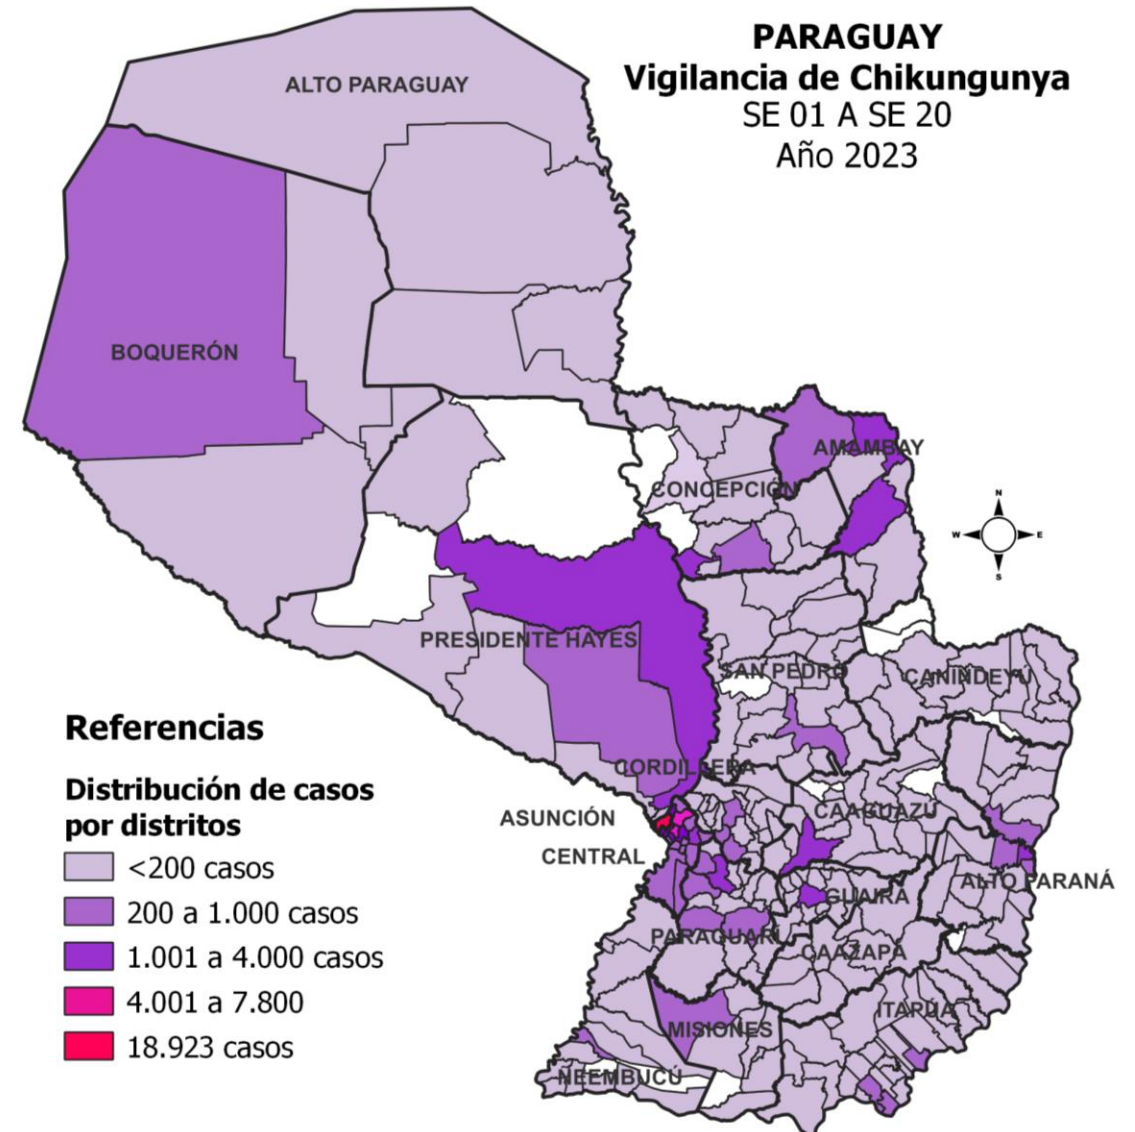 PARAGUAY
Vigilancia de Chikungunya
SE 01 A SE 20
Año 2023
ALTO PARAGUAY
BOQUERÓN
AMAMBAY
CONCEPCIÓN
N
W
E
S
PRESIDENTE HAYES
SAN PEDRO
CANINDEYÚ
CORDILLERA
ASUNCIÓN
CAAGUAZÚ
CENTRAL
ALTO PARANÁ
GUAIRÁ
PARAGUARÍ
CAAZAPÁ
ITAPÚA
MISIONES
ÑEEMBUCÚ
Referencias
Distribución de casos
por distritos
<200 casos
200 a 1.000 casos
1.001 a 4.000 casos
4.001 a 7.800
18.923 casos